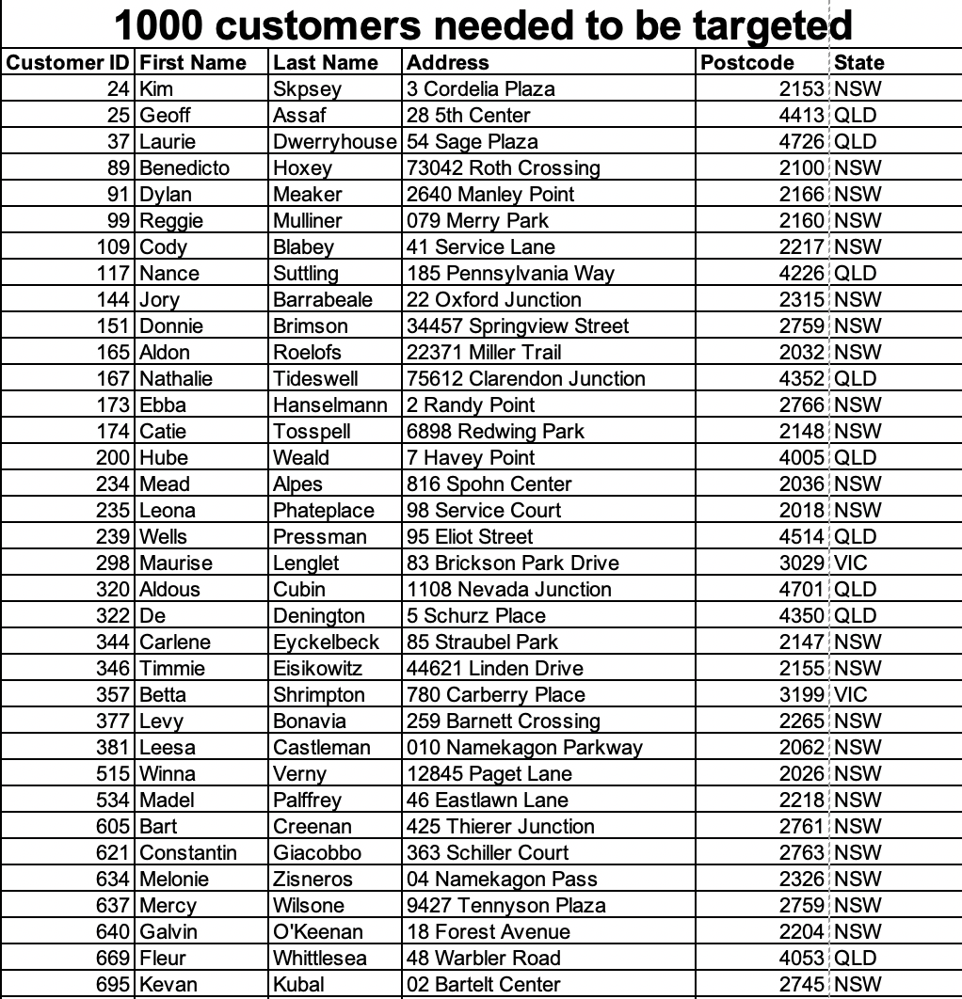 1000 customers needed to be targeted
Customer ID First Name Last Name Address Postcode State
24 Kim Skpsey 3 Cordelia Plaza 2153 NSW
25 Geoff Assaf 28 5th Center 4413 QLD
37 Laurie Dwerryhouse 54 Sage Plaza 4726 QLD
89 Benedicto Hoxey 73042 Roth Crossing 2100 NSW
91 Dylan Meaker 2640 Manley Point 2166 NSW
99 Reggie Mulliner 079 Merry Park 2160 NSW
109 Cody Blabey 41 Service Lane 2217 NSW
117 Nance Suttling 185 Pennsylvania Way 4226 QLD
144 Jory Barrabeale 22 Oxford Junction 2315 NSW
151 Donnie Brimson 34457 Springview Street 2759 NSW
165 Aldon Roelofs 22371 Miller Trail 2032 NSW
167 Nathalie Tideswell 75612 Clarendon Junction 4352 QLD
173 Ebba Hanselmann 2 Randy Point 2766 NSW
174 Catie Tosspell 6898 Redwing Park 2148 NSW
200 Hube Weald 7 Havey Point 4005 QLD
234 Mead Alpes 816 Spohn Center 2036 NSW
235 Leona Phateplace 98 Service Court 2018 NSW
239 Wells Pressman 95 Eliot Street 4514 QLD
298 Maurise Lenglet 83 Brickson Park Drive 3029 VIC
320 Aldous Cubin 1108 Nevada Junction 4701 QLD
322 De Denington 5 Schurz Place 4350 QLD
344 Carlene Eyckelbeck 85 Straubel Park 2147 NSW
346 Timmie Eisikowitz 44621 Linden Drive 2155 NSW
357 Betta Shrimpton 780 Carberry Place 3199 VIC
377 Levy Bonavia 259 Barnett Crossing 2265 NSW
381 Leesa Castleman 010 Namekagon Parkway 2062 NSW
515 Winna Verny 12845 Paget Lane 2026 NSW
534 Madel Palffrey 46 Eastlawn Lane 2218 NSW
605 Bart Creenan 425 Thierer Junction 2761 NSW
621 Constantin Giacobbo 363 Schiller Court 2763 NSW
634 Melonie Zisneros 04 Namekagon Pass 2326 NSW
637 Mercy Wilsone 9427 Tennyson Plaza 2759 NSW
640 Galvin O'Keenan 18 Forest Avenue 2204 NSW
669 Fleur Whittlesea 48 Warbler Road 4053 QLD
695 Kevan Kubal 02 Bartelt Center 2745 NSW